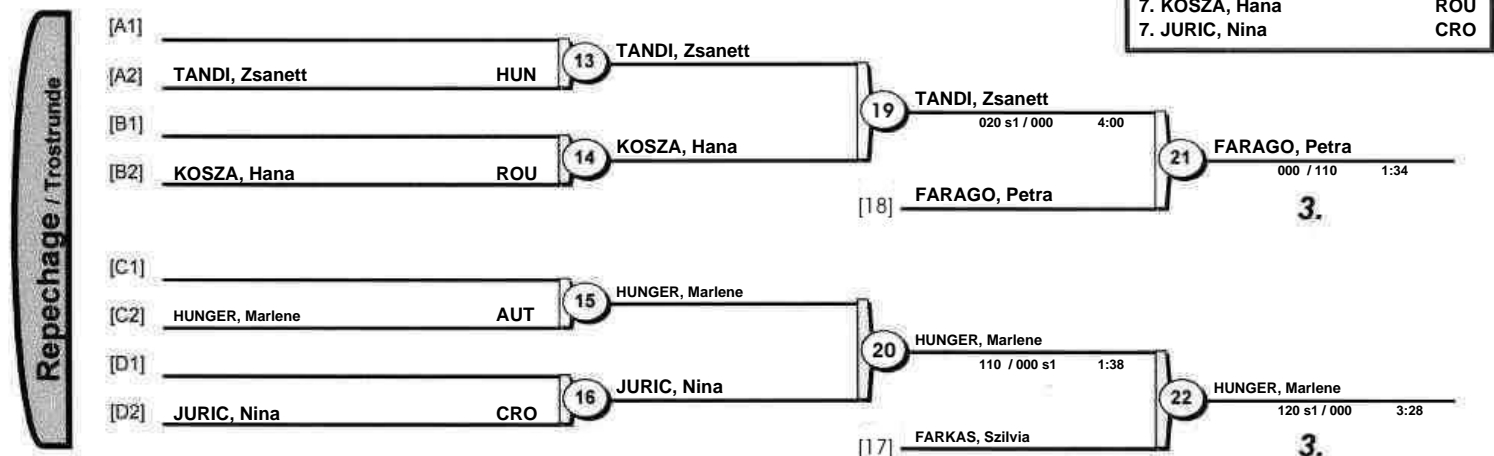 7. KOSZA, Hana ROU
7. JURIC, Nina CRO
Repechage / Trostrunde
[A1]
[A2] TANDI, Zsanett HUN
13 TANDI, Zsanett
[B1]
[B2] KOSZA, Hana ROU
14 KOSZA, Hana
19 TANDI, Zsanett
020 s1 / 000 4:00
[18] FARAGO, Petra
21 FARAGO, Petra
000 / 110 1:34
3.
[C1]
[C2] HUNGER, Marlene AUT
15 HUNGER, Marlene
[D1]
[D2] JURIC, Nina CRO
16 JURIC, Nina
20 HUNGER, Marlene
110 / 000 s1 1:38
[17] FARKAS, Szilvia
22 HUNGER, Marlene
120 s1 / 000 3:28
3.